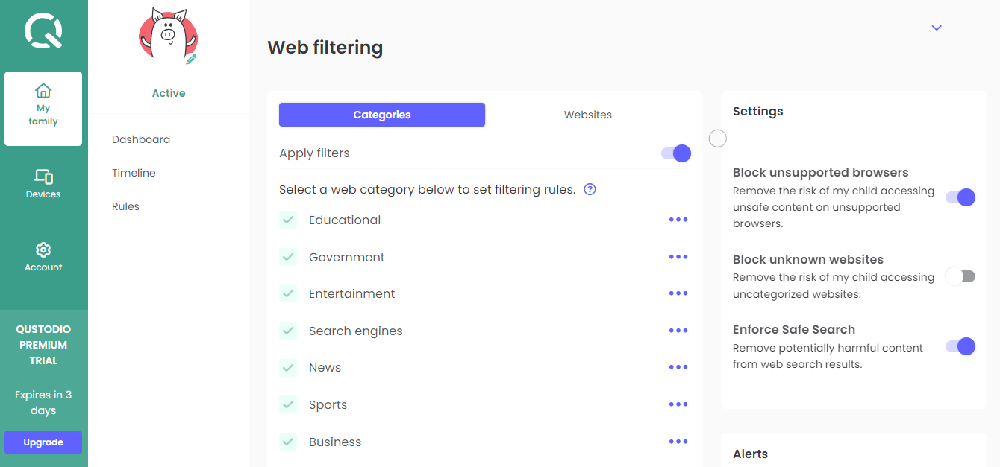 My
family
Devices
Account
QUSTODIO
PREMIUM
TRIAL
Expires in 3
days
Upgrade
Active
Dashboard
Timeline
Rules
Web filtering
Categories
Websites
Apply filters
Select a web category below to set filtering rules. ?
Educational
Government
Entertainment
Search engines
News
Sports
Business
Settings
Block unsupported browsers
Remove the risk of my child accessing
unsafe content on unsupported
browsers.
Block unknown websites
Remove the risk of my child accessing
uncategorized websites.
Enforce Safe Search
Remove potentially harmful content
from web search results.
Alerts